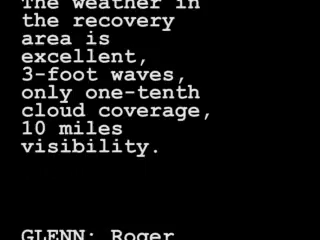 The weather in
the recovery
area is
excellent,
3-foot waves,
only one-tenth
cloud coverage,
10 miles
visibility.
GLENN: Roger